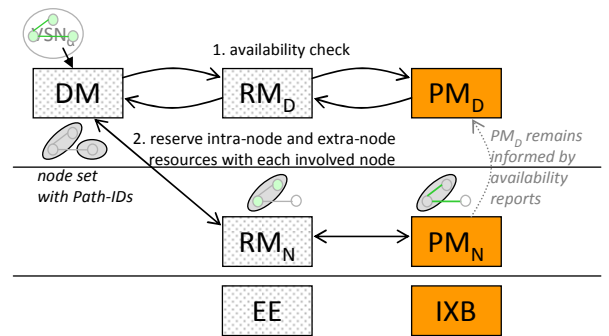 VSNα
1. availability check
DM
RM_D
PM_D
2. reserve intra-node and extra-node
resources with each involved node
PM_D remains
informed by
availability
reports
node set
with Path-IDs
RM_N
PM_N
EE
IXB